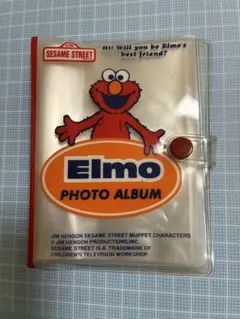 SESAME STREET
Hi! Will you be Elmo's
best friend?
Elmo
PHOTO ALBUM
JIM HENSON SESAME STREET MUPPET CHARACTERS
© JIM HENSON PRODUCTIONS, INC.
SESAME STREET IS A TRADEMARK OF
CHILDREN'S TELEVISION WORKSHOP.